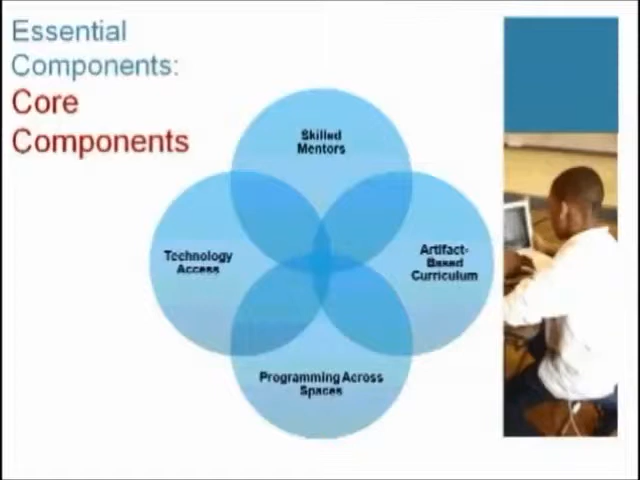 Essential
Components:
Core
Components
Skilled
Mentors
Technology
Access
Artifact-
Based
Curriculum
Programming Across
Spaces